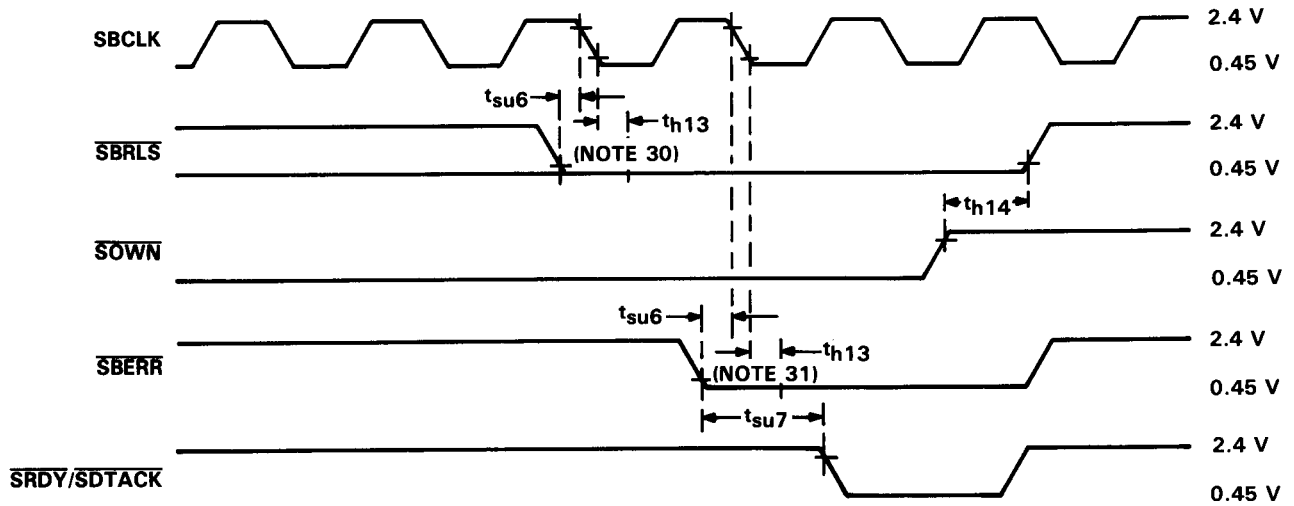 SBCLK
2.4 V
0.45 V
tsu6
th13
SBRLS
(NOTE 30)
2.4 V
0.45 V
th14
SOWN
2.4 V
0.45 V
tsu6
th13
SBERR
(NOTE 31)
2.4 V
0.45 V
tsu7
SRDY/SDTACK
2.4 V
0.45 V